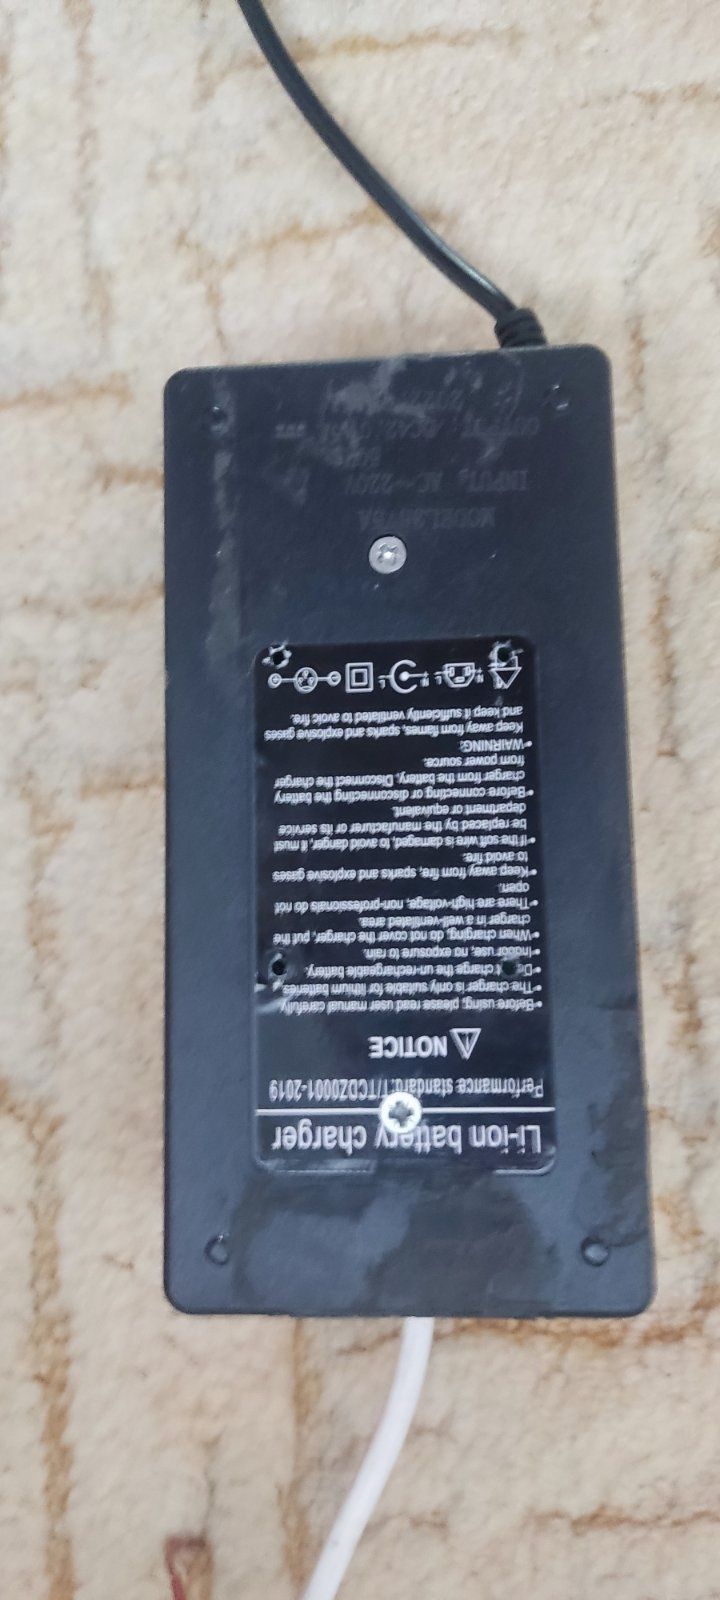 Li-ion battery charger
Performance standard:T/TCDZ0001-2019
NOTICE
•Before using, please read user manual carefully
•The charger is only suitable for lithium batteries
•Do not charge the un-rechargeable battery.
•Indoor use, no exposure to rain.
•When charging, do not cover the charger, put the
charger in a well-ventilated area.
•There are high-voltage, non-professionals do not
open.
•Keep away from fire, sparks and explosive gases
to avoid fire.
•If the soft wire is damaged, to avoid danger, it must
be replaced by the manufacturer or its service
department or equivalent.
•Before connecting or disconnecting the battery
charger from the battery, Disconnect the charger
from power source.
•WARNING:
Keep away from flames, sparks and explosive gases
and keep it sufficiently ventilated to avoid fire.
L N L N
INPUT: AC~220V